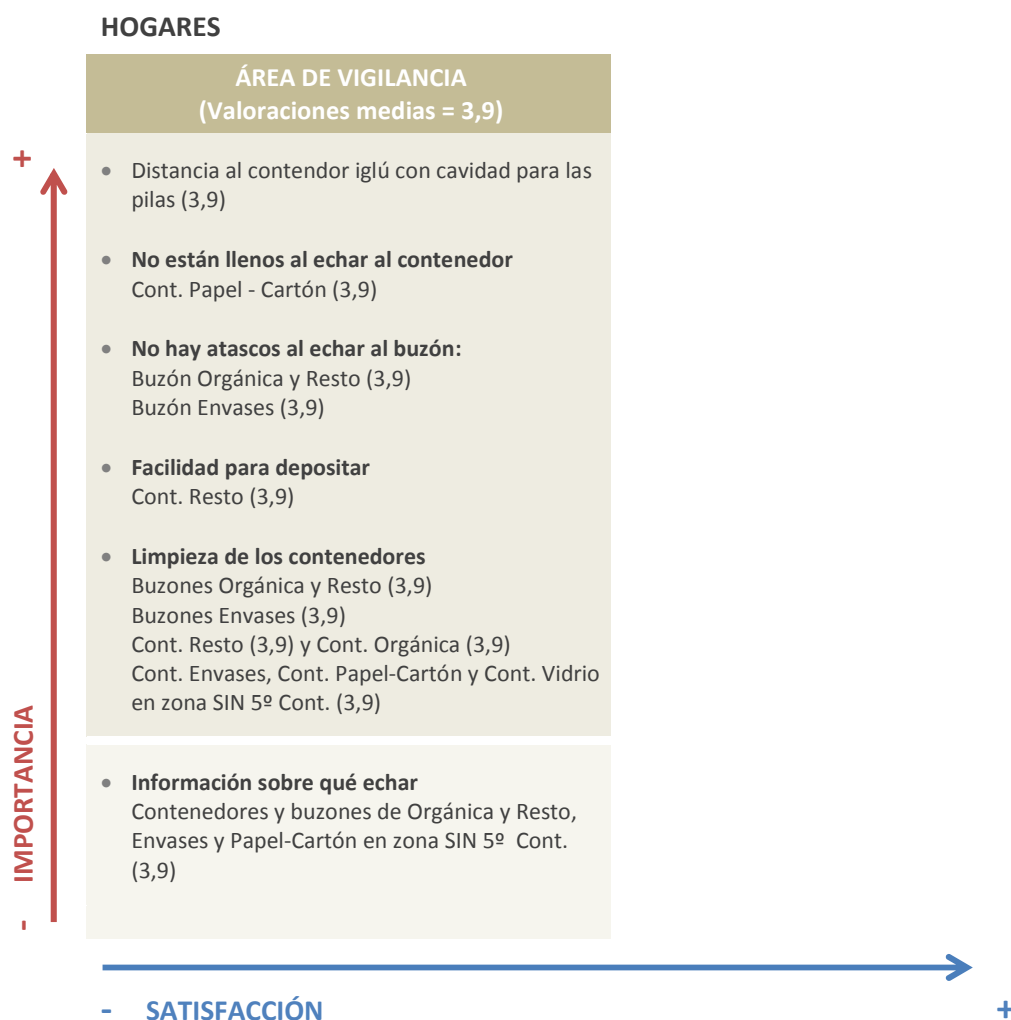 HOGARES
ÁREA DE VIGILANCIA
(Valoraciones medias = 3,9)
+
• Distancia al contendor iglú con cavidad para las
pilas (3,9)
• No están llenos al echar al contenedor
Cont. Papel - Cartón (3,9)
• No hay atascos al echar al buzón:
Buzón Orgánica y Resto (3,9)
Buzón Envases (3,9)
• Facilidad para depositar
Cont. Resto (3,9)
• Limpieza de los contenedores
Buzones Orgánica y Resto (3,9)
Buzones Envases (3,9)
Cont. Resto (3,9) y Cont. Orgánica (3,9)
Cont. Envases, Cont. Papel-Cartón y Cont. Vidrio
en zona SIN 5º Cont. (3,9)
• Información sobre qué echar
Contenedores y buzones de Orgánica y Resto,
Envases y Papel-Cartón en zona SIN 5º Cont.
(3,9)
- IMPORTANCIA
- SATISFACCIÓN +